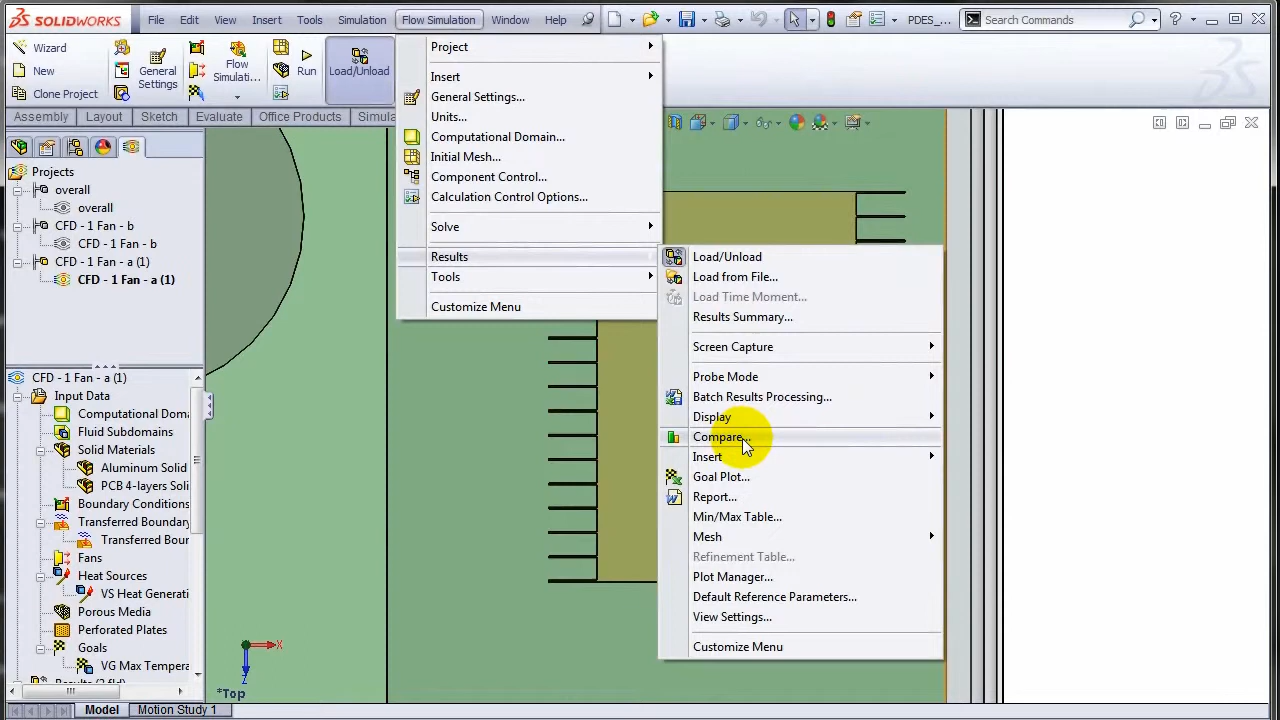 SOLIDWORKS File Edit View Insert Tools Simulation Flow Simulation Window Help PDES_... Search Commands
Wizard
New
Clone Project
General Settings
Flow Simulati...
Run
Load/Unload
Assembly Layout Sketch Evaluate Office Products Simula
Projects
overall
overall
CFD - 1 Fan - b
CFD - 1 Fan - b
CFD - 1 Fan - a (1)
CFD - 1 Fan - a (1)
CFD - 1 Fan - a (1)
Input Data
Computational Domai
Fluid Subdomains
Solid Materials
Aluminum Solid
PCB 4-layers Soli
Boundary Conditions
Transferred Boundary
Transferred Bour
Fans
Heat Sources
VS Heat Generati
Porous Media
Perforated Plates
Goals
VG Max Tempera
Project
Insert
General Settings...
Units...
Computational Domain...
Initial Mesh...
Component Control...
Calculation Control Options...
Solve
Results
Tools
Customize Menu
Load/Unload
Load from File...
Load Time Moment...
Results Summary...
Screen Capture
Probe Mode
Batch Results Processing...
Display
Compare...
Insert
Goal Plot...
Report...
Min/Max Table...
Mesh
Refinement Table...
Plot Manager...
Default Reference Parameters...
View Settings...
Customize Menu
X
Z
*Top
Model Motion Study 1